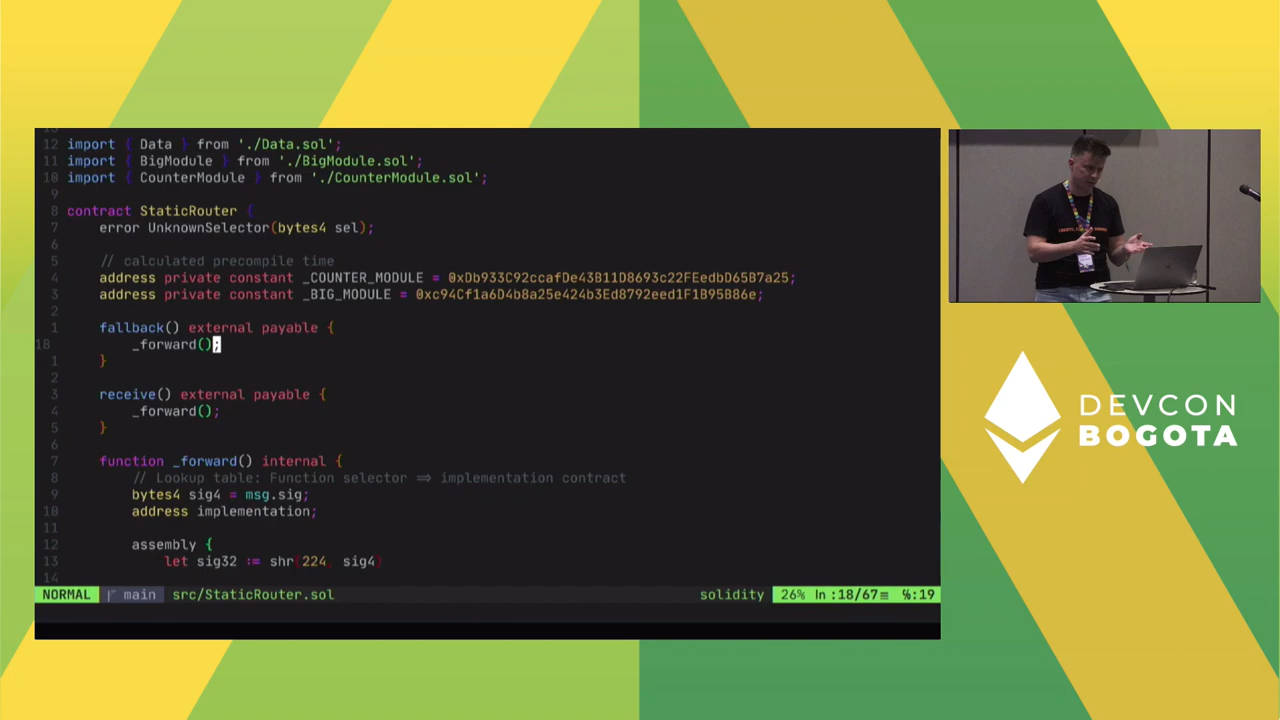 13
12 import { Data } from './Data.sol';
11 import { BigModule } from './BigModule.sol';
10 import { CounterModule } from './CounterModule.sol';
9
8 contract StaticRouter {
7 error UnknownSelector(bytes4 sel);
6
5 // calculated precompile time
4 address private constant _COUNTER_MODULE = 0xDb933C92ccafDe43B11D8693c22FEedbD65B7a25;
3 address private constant _BIG_MODULE = 0xc94Cf1a6D4b8a25e424b3Ed8792eed1F1B95B86e;
2
1 fallback() external payable {
18 _forward();
1 }
2
3 receive() external payable {
4 _forward();
5 }
6
7 function _forward() internal {
8 // Lookup table: Function selector ⇒ implementation contract
9 bytes4 sig4 = msg.sig;
10 address implementation;
11
12 assembly {
13 let sig32 := shr(224, sig4)
14
NORMAL main src/StaticRouter.sol solidity 26% ln :18/67≡ ℅:19
DEVCON
BOGOTA